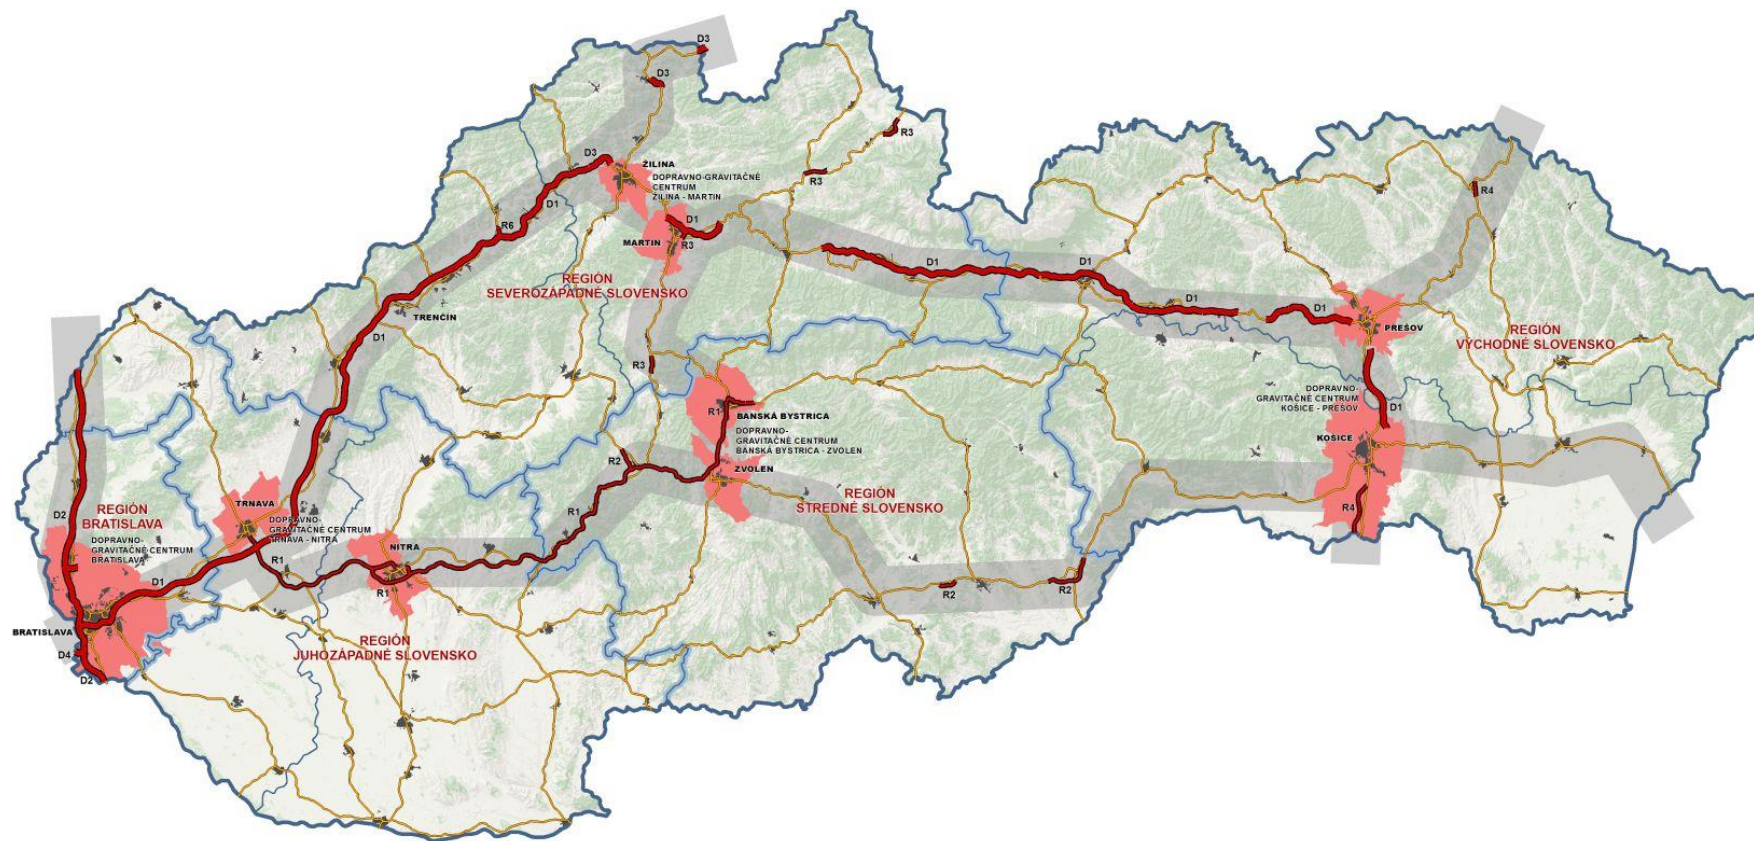 D3
D3
D3
ŽILINA
DOPRAVNO-GRAVITAČNÉ
CENTRUM
ŽILINA - MARTIN
R3
R3
R4
D1
R6
D1
R3
MARTIN
REGIÓN
SEVEROZÁPADNÉ SLOVENSKO
D1
D1
D1
D1
TRENČÍN
D1
PREŠOV
REGIÓN
VÝCHODNÉ SLOVENSKO
R3
DOPRAVNO-
GRAVITAČNÉ CENTRUM
KOŠICE - PREŠOV
D1
KOŠICE
R1
BANSKÁ BYSTRICA
DOPRAVNO-
GRAVITAČNÉ CENTRUM
BANSKÁ BYSTRICA - ZVOLEN
R2
ZVOLEN
REGIÓN
STREDNÉ SLOVENSKO
R1
R4
TRNAVA
DOPRAVNO-
GRAVITAČNÉ CENTRUM
TRNAVA - NITRA
REGIÓN
BRATISLAVA
D2
DOPRAVNO-
GRAVITAČNÉ CENTRUM
BRATISLAVA
NITRA
R1
D1
R1
R2
R2
BRATISLAVA
D4
D2
REGIÓN
JUHOZÁPADNÉ SLOVENSKO